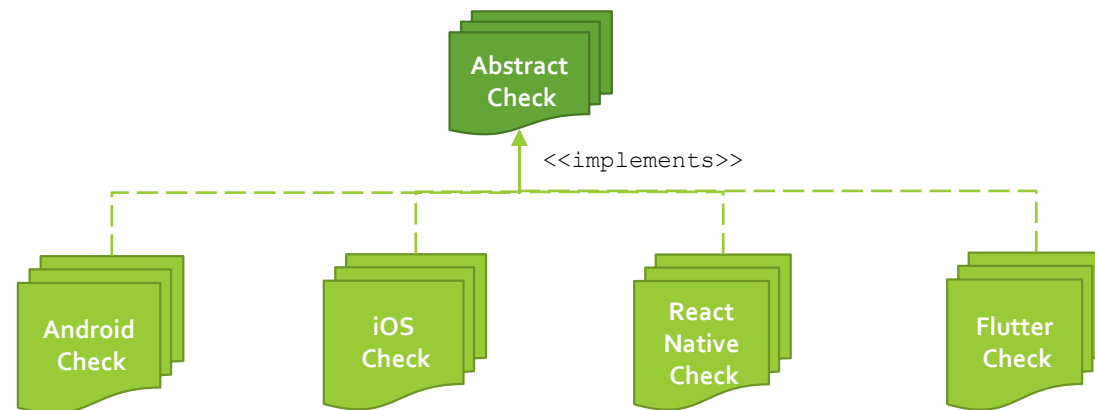 Abstract
Check
<<implements>>
Android
Check
iOS
Check
React
Native
Check
Flutter
Check